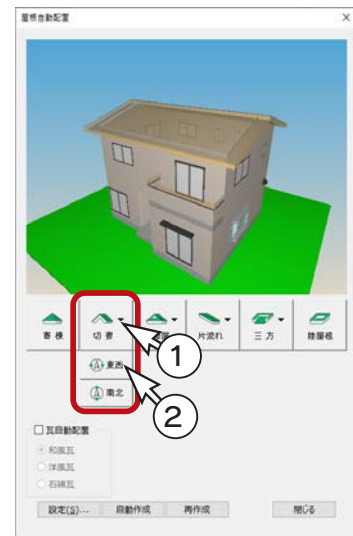 屋根自動配置
寄棟 切妻 屋 片流れ 三方 陸屋根
1
東西
2
南北
瓦自動配置
和風瓦
洋風瓦
石綿瓦
設定(S)... 自動作成 再作成 閉じる